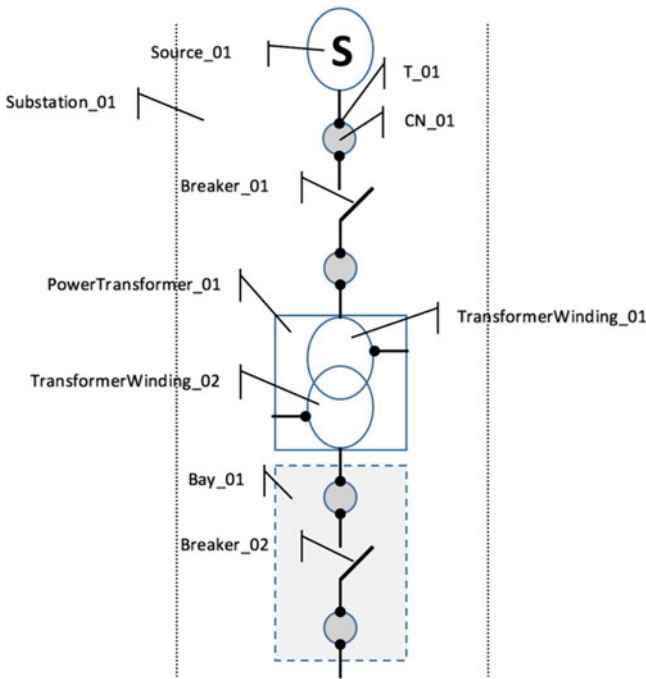 S
Source_01
T_01
Substation_01
CN_01
Breaker_01
PowerTransformer_01
TransformerWinding_01
TransformerWinding_02
Bay_01
Breaker_02